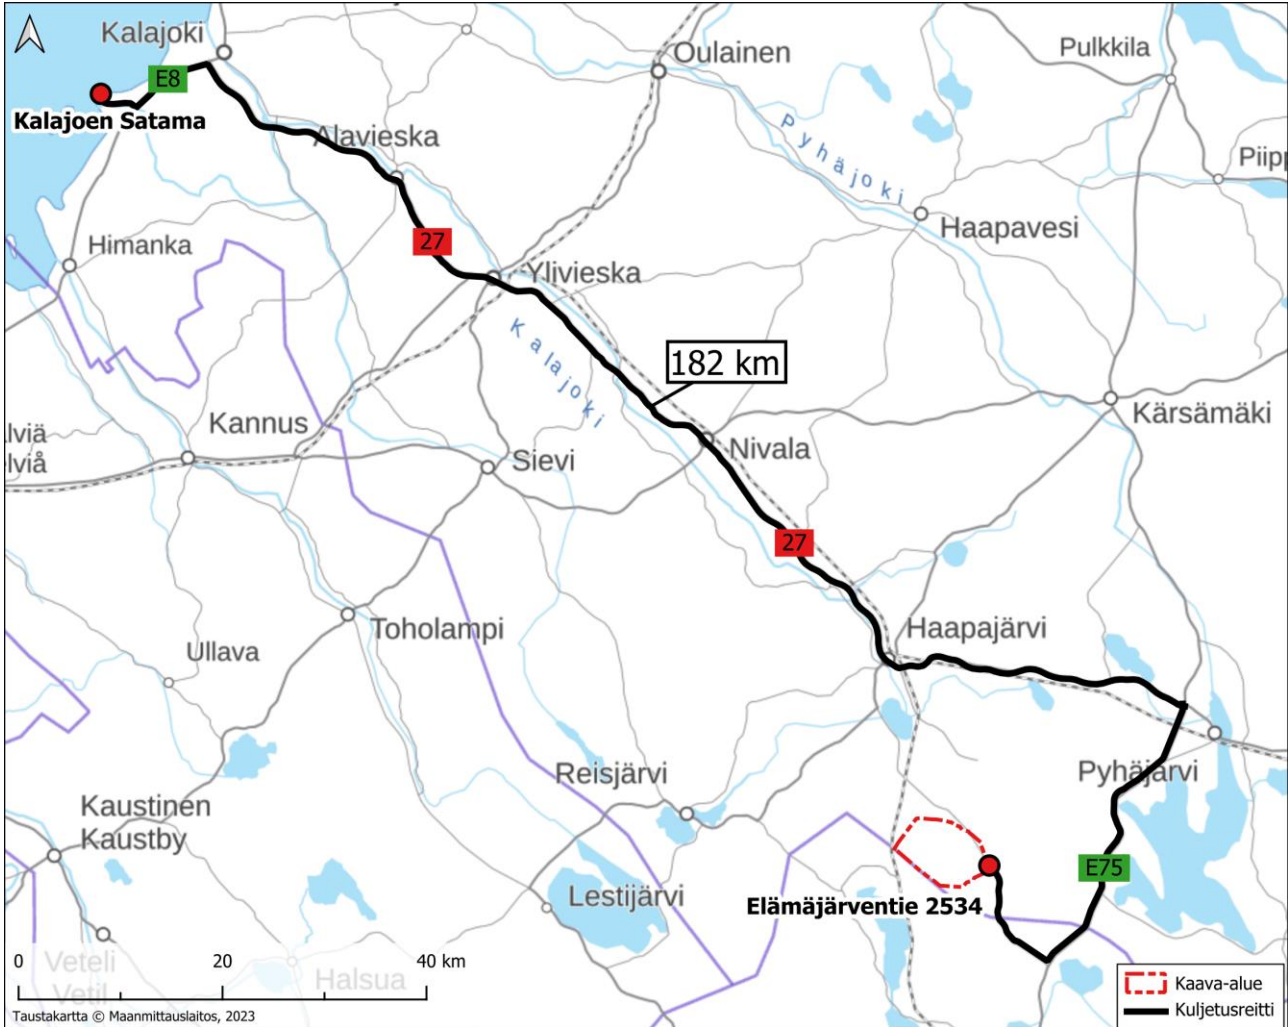 Kalajoki
E8
Kalajoen Satama
Oulainen
Pulkkila
Alavieska
Pyhäjoki
Piipp
Himanka
27
Haapavesi
Ylivieska
Kalajoki
182 km
Kärsämäki
Kannus
Nivala
Sievi
27
Haapajärvi
Toholampi
Ullava
Reisjärvi
Pyhäjärvi
Kaustinen
Kaustby
E75
Lestijärvi
Elämäjärventie 2534
0 20 40 km
Veteli
Vetil
Halsua
Kaava-alue
Kuljetusreitti
Taustakartta © Maanmittauslaitos, 2023